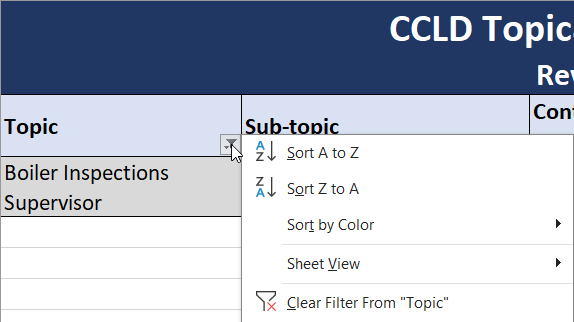 CCLD Topic
Rev
Topic
Sub-topic
Cont
Boiler Inspections
Supervisor
Sort A to Z
Sort Z to A
Sort by Color
Sheet View
Clear Filter From "Topic"